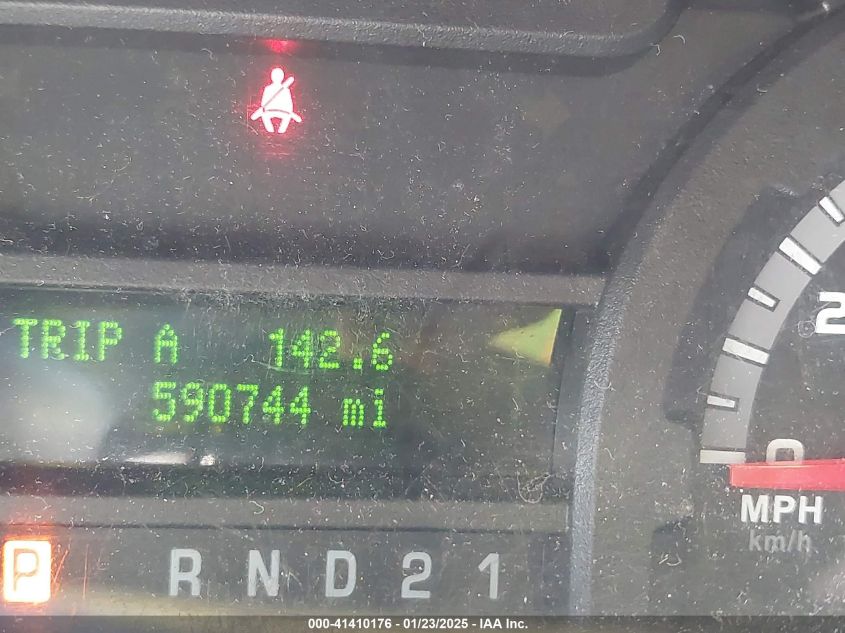 TRIP A 142.6
590744 mi
2
0
MPH
km/h
P R N D 2 1
000-41410176 - 01/23/2025 - IAA Inc.